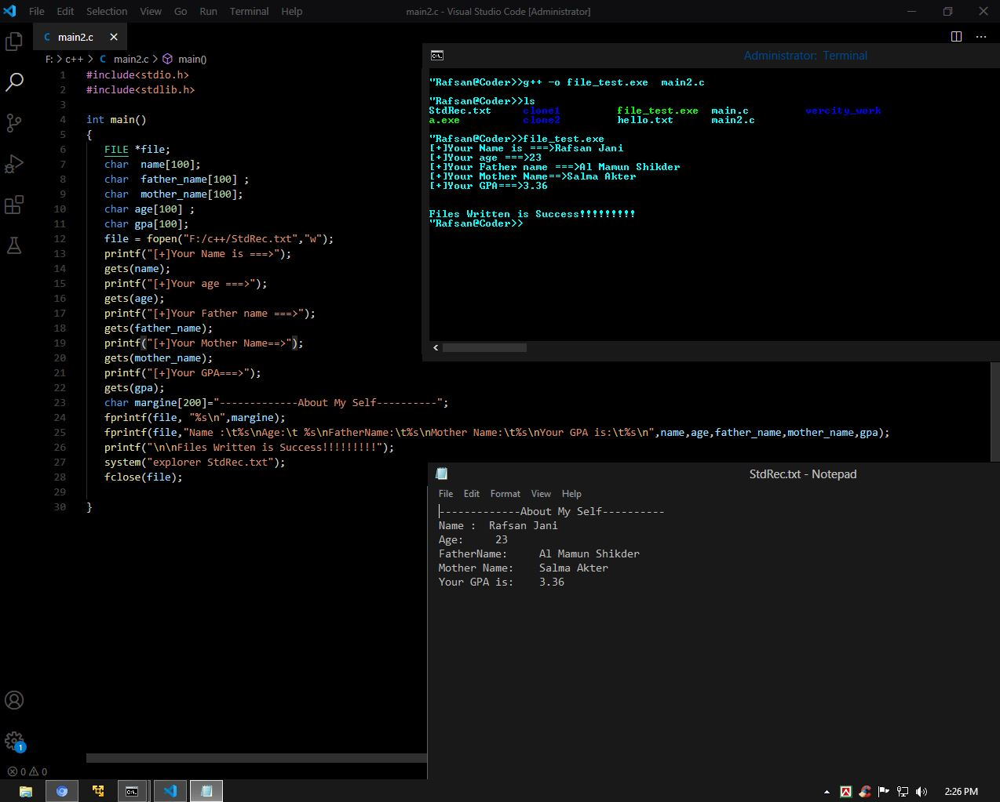 File Edit Selection View Go Run Terminal Help main2.c - Visual Studio Code [Administrator]
C main2.c ×
F: > c++ > C main2.c > main()
1 #include<stdio.h>
2 #include<stdlib.h>
3
4 int main()
5 {
6 FILE *file;
7 char  name[100];
8 char  father_name[100] ;
9 char  mother_name[100];
10 char age[100] ;
11 char gpa[100];
12 file = fopen("F:/c++/StdRec.txt","w");
13 printf("[+]Your Name is ===>");
14 gets(name);
15 printf("[+]Your age ===>");
16 gets(age);
17 printf("[+]Your Father name ===>");
18 gets(father_name);
19 printf("[+]Your Mother Name==>");
20 gets(mother_name);
21 printf("[+]Your GPA===>");
22 gets(gpa);
23 char margine[200]="-------------About My Self----------";
24 fprintf(file, "%s\n",margine);
25 fprintf(file,"Name :\t%s\nAge:\t %s\nFatherName:\t%s\nMother Name:\t%s\nYour GPA is:\t%s\n",name,age,father_name,mother_name,gpa);
26 printf("\n\nFiles Written is Success!!!!!!!!!");
27 system("explorer StdRec.txt");
28 fclose(file);
29
30 }
Administrator:  Terminal
"Rafsan@Coder>>g++ -o file_test.exe  main2.c
"Rafsan@Coder>>ls
StdRec.txt clone1 file_test.exe main.c vercity_work
a.exe clone2 hello.txt main2.c
"Rafsan@Coder>>file_test.exe
[+]Your Name is ===>Rafsan Jani
[+]Your age ===>23
[+]Your Father name ===>Al Mamun Shikder
[+]Your Mother Name==>Salma Akter
[+]Your GPA===>3.36
Files Written is Success!!!!!!!!!
"Rafsan@Coder>>
StdRec.txt - Notepad
File Edit Format View Help
-------------About My Self----------
Name :  Rafsan Jani
Age:     23
FatherName:     Al Mamun Shikder
Mother Name:    Salma Akter
Your GPA is:    3.36
1
0 0
C:\.
2:26 PM